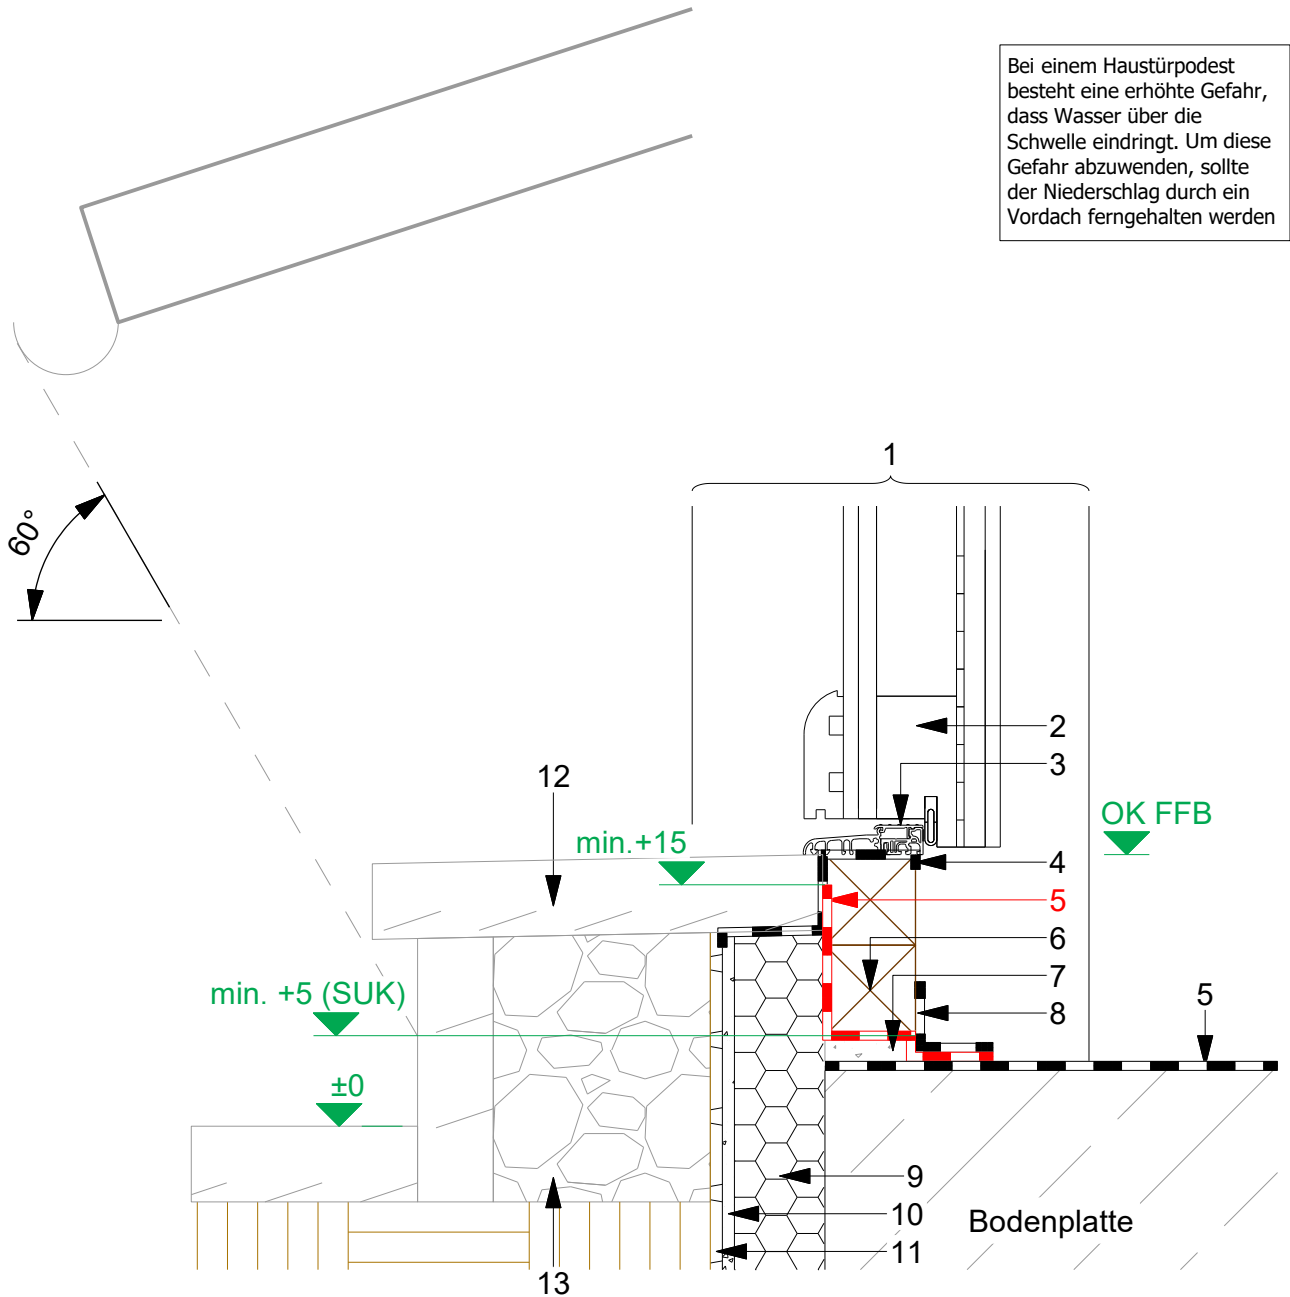 Bei einem Haustürpodest
besteht eine erhöhte Gefahr,
dass Wasser über die
Schwelle eindringt. Um diese
Gefahr abzuwenden, sollte
der Niederschlag durch ein
Vordach ferngehalten werden
1
60°
2
3
12
OK FFB
min.+15
4
5
6
7
min. +5 (SUK)
5
8
±0
9
10
Bodenplatte
11
13